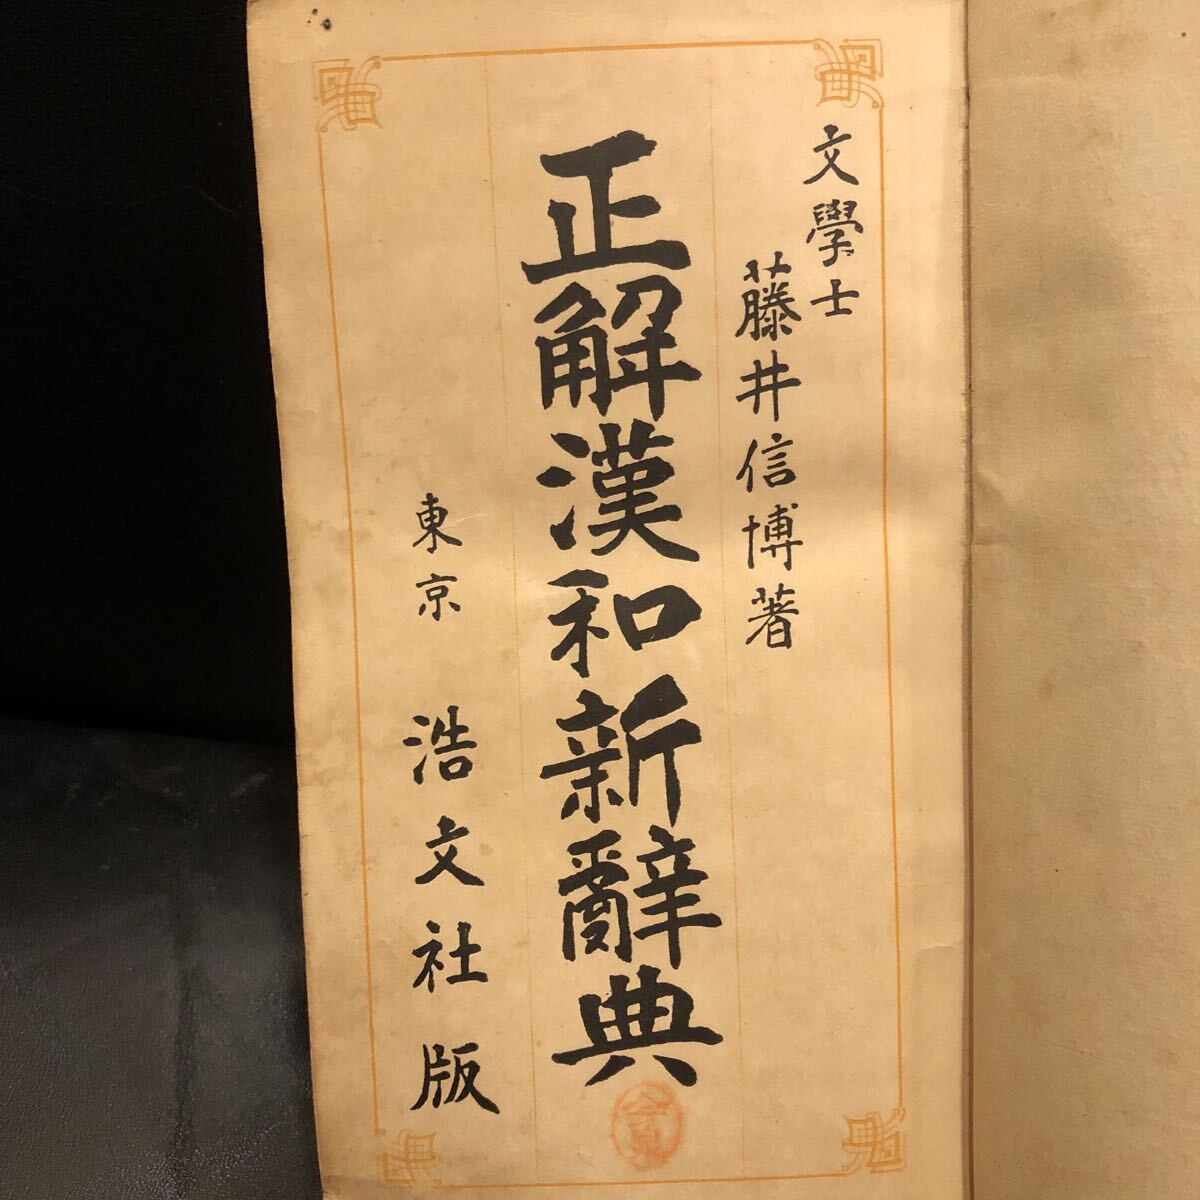 文學士
藤井信博著
正解漢和新辭典
東京 浩文社版